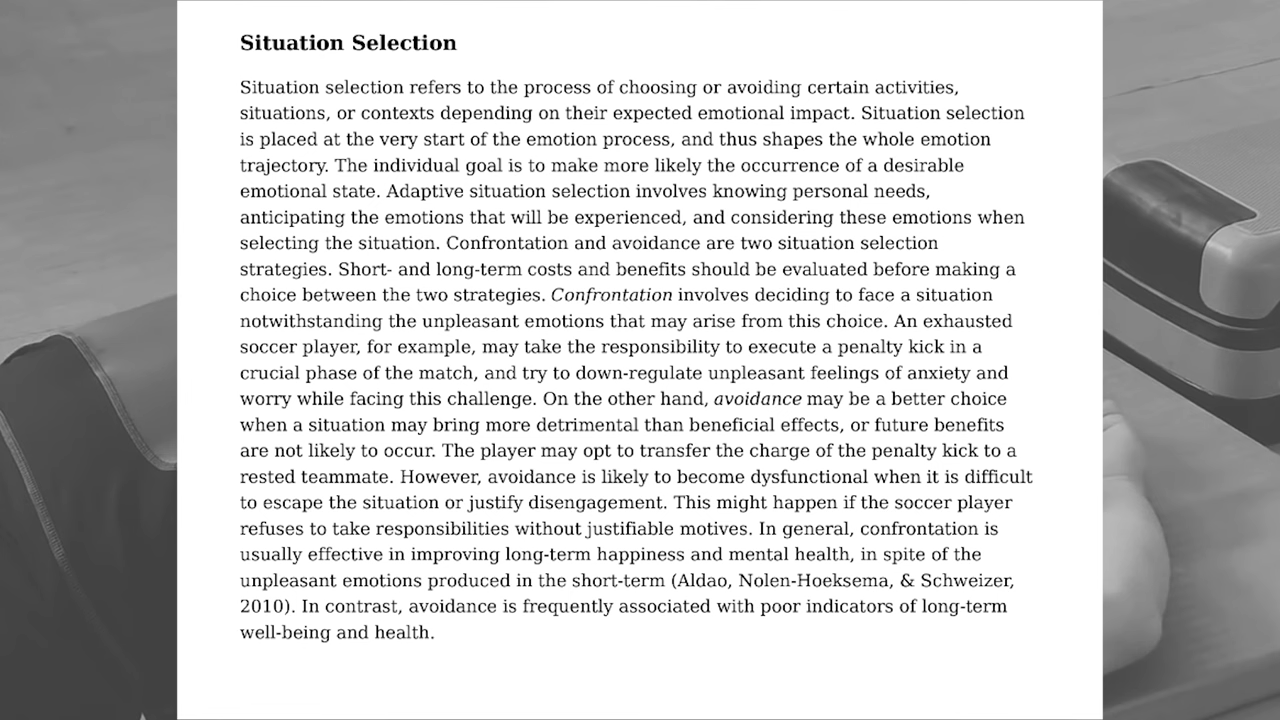 Situation Selection
Situation selection refers to the process of choosing or avoiding certain activities,
situations, or contexts depending on their expected emotional impact. Situation selection
is placed at the very start of the emotion process, and thus shapes the whole emotion
trajectory. The individual goal is to make more likely the occurrence of a desirable
emotional state. Adaptive situation selection involves knowing personal needs,
anticipating the emotions that will be experienced, and considering these emotions when
selecting the situation. Confrontation and avoidance are two situation selection
strategies. Short- and long-term costs and benefits should be evaluated before making a
choice between the two strategies. Confrontation involves deciding to face a situation
notwithstanding the unpleasant emotions that may arise from this choice. An exhausted
soccer player, for example, may take the responsibility to execute a penalty kick in a
crucial phase of the match, and try to down-regulate unpleasant feelings of anxiety and
worry while facing this challenge. On the other hand, avoidance may be a better choice
when a situation may bring more detrimental than beneficial effects, or future benefits
are not likely to occur. The player may opt to transfer the charge of the penalty kick to a
rested teammate. However, avoidance is likely to become dysfunctional when it is difficult
to escape the situation or justify disengagement. This might happen if the soccer player
refuses to take responsibilities without justifiable motives. In general, confrontation is
usually effective in improving long-term happiness and mental health, in spite of the
unpleasant emotions produced in the short-term (Aldao, Nolen-Hoeksema, & Schweizer,
2010). In contrast, avoidance is frequently associated with poor indicators of long-term
well-being and health.